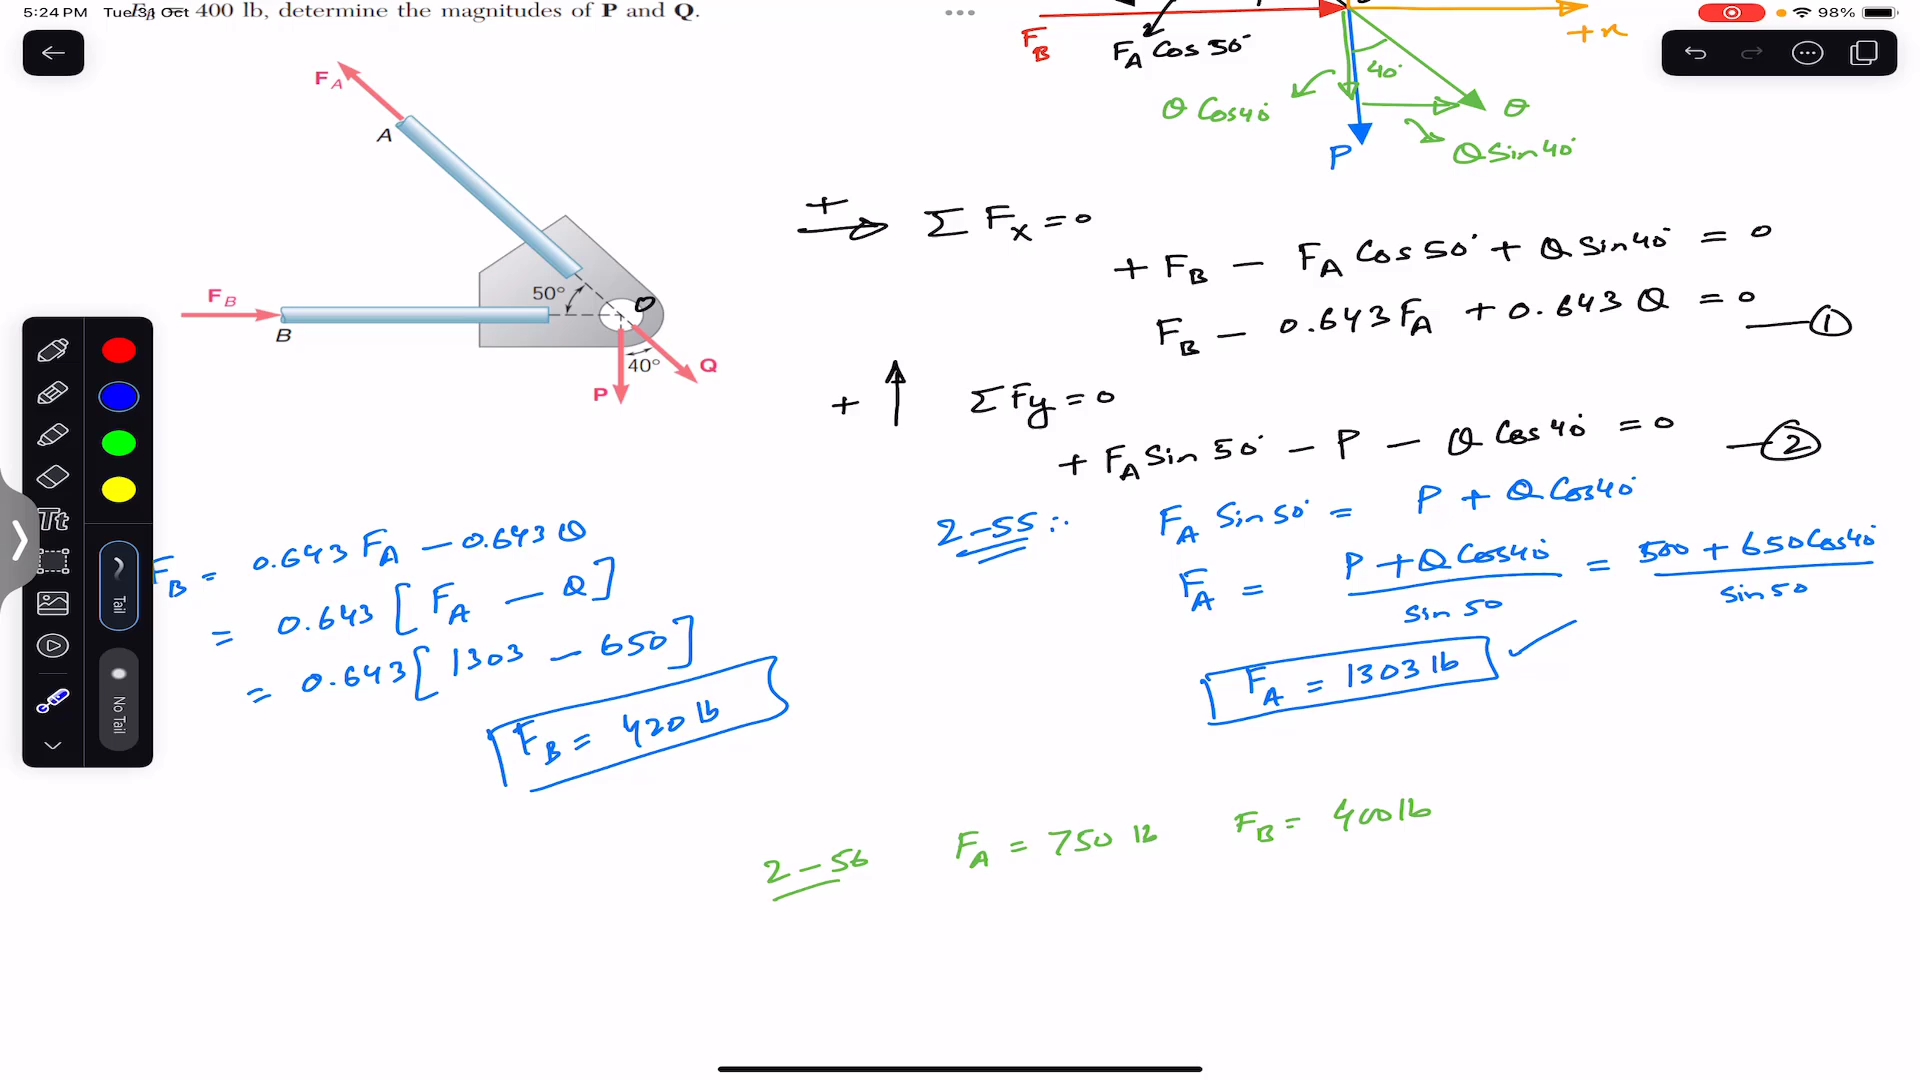 5:24 PM Tue 31 Oct
98%
400 lb, determine the magnitudes of P and Q.
F_A
A
50°
O
F_B
B
40°
P
Q
F_B
F_A Cos 50°
+x
40°
Q Cos 40°
Q
P
Q Sin 40°
+ → Σ F_x = 0
+ F_B – F_A Cos 50° + Q Sin 40° = 0
F_B – 0.643 F_A + 0.643 Q = 0 — ①
+ ↑ Σ Fy = 0
+ F_A Sin 50° – P – Q Cos 40° = 0 — ②
2–55 :. F_A Sin 50° = P + Q Cos 40°
F_A = (P + Q Cos 40°) / sin 50 = (500 + 650 Cos 40°) / sin 50
F_A = 1303 lb ✓
F_B = 0.643 F_A – 0.643 Q
= 0.643 [ F_A – Q ]
= 0.643 [ 1303 – 650 ]
F_B = 420 lb
2–56 F_A = 750 lb F_B = 400 lb
Tt
Tail
No Tail